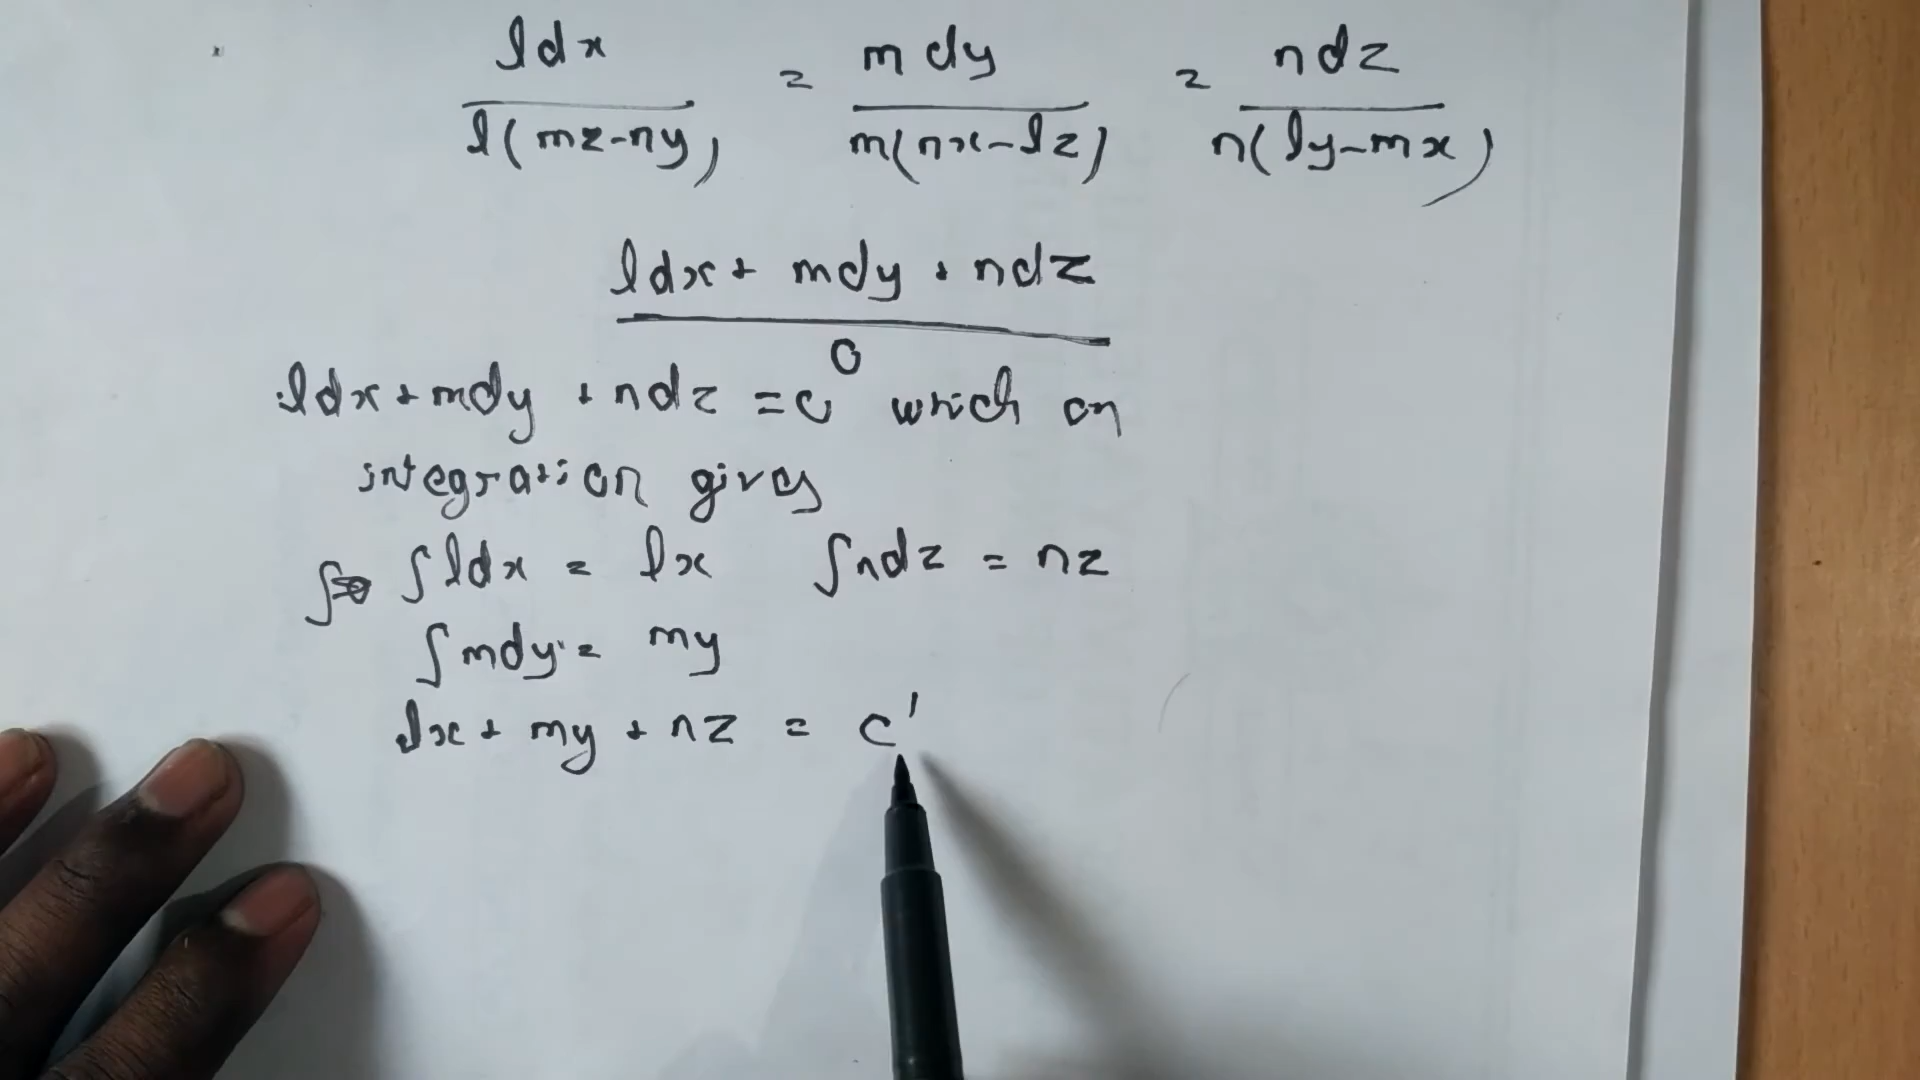 ldx / l(mz-ny) = mdy / m(nx-lz) = ndz / n(ly-mx)
ldx + mdy + ndz / 0
ldx + mdy + ndz = c which on
integration gives
∫ldx = lx ∫ndz = nz
∫mdy = my
lx + my + nz = c'